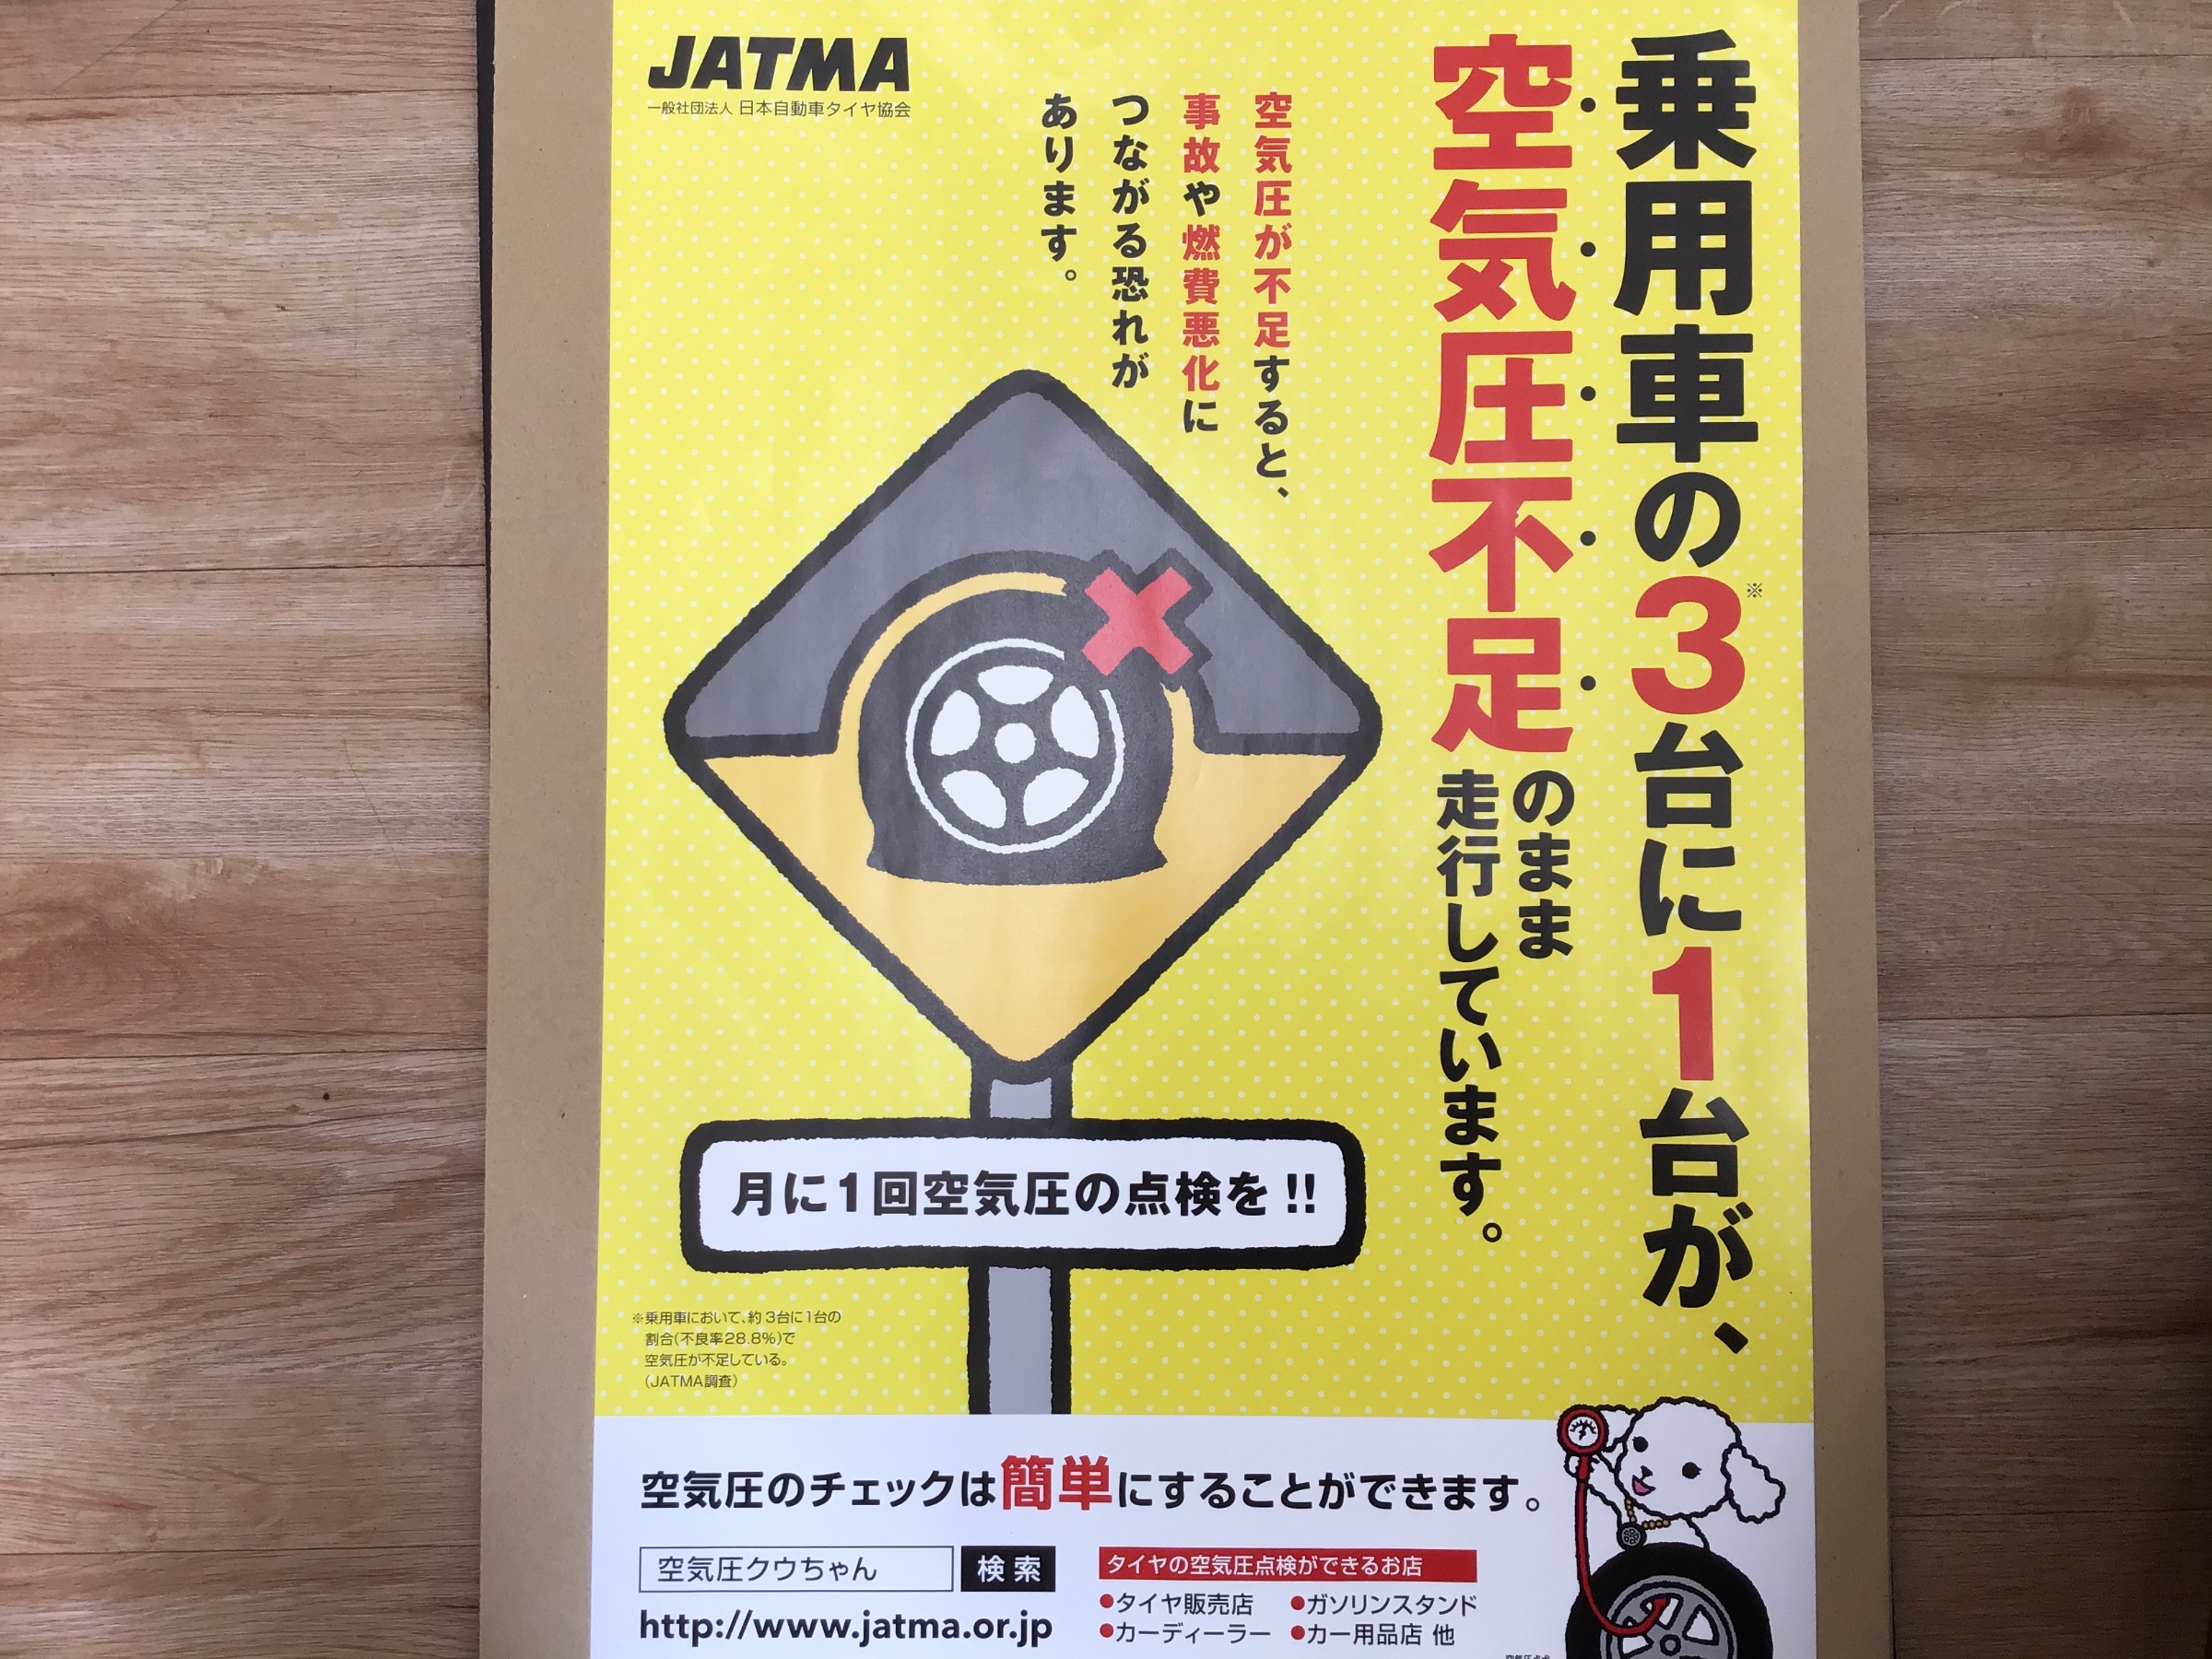 乗用車の3台に1台が、
※
空気圧不足のまま
走行しています。
JATMA
一般社団法人 日本自動車タイヤ協会
空気圧が不足すると、
事故や燃費悪化に
つながる恐れが
あります。
月に1回空気圧の点検を!!
※乗用車において、約3台に1台の
割合(不良率28.8%)で
空気圧が不足している。
(JATMA調査)
空気圧のチェックは簡単にすることができます。
空気圧クウちゃん 検索
http://www.jatma.or.jp
タイヤの空気圧点検ができるお店
●タイヤ販売店 ●ガソリンスタンド
●カーディーラー ●カー用品店 他